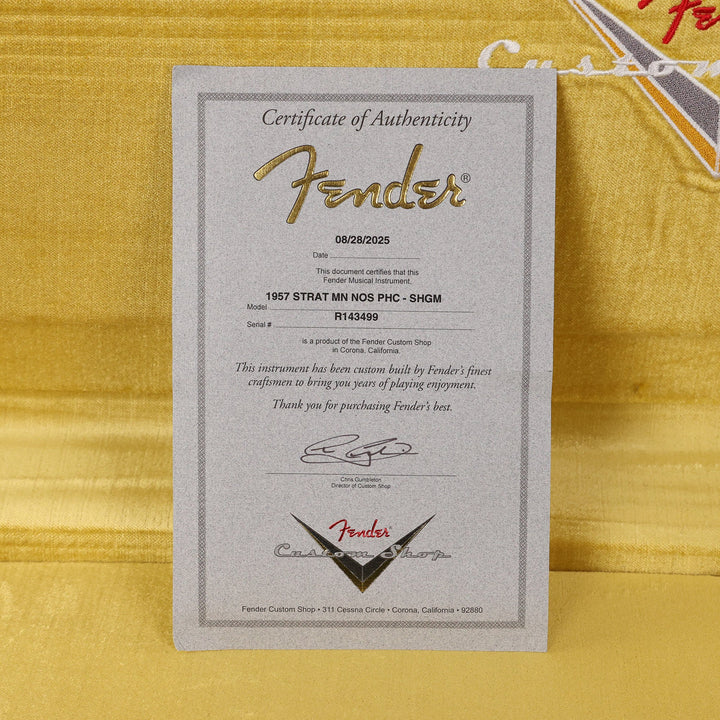 Fe
Custom
Certificate of Authenticity
Fender®
08/28/2025
Date
This document certifies that this
Fender Musical Instrument.
1957 STRAT MN NOS PHC - SHGM
Model
R143499
Serial #
is a product of the Fender Custom Shop
in Corona, California.
This instrument has been custom built by Fender's finest
craftsmen to bring you years of playing enjoyment.
Thank you for purchasing Fender's best.
Chris Gumbleton
Director of Custom Shop
Fender®
Custom Shop
Fender Custom Shop • 311 Cessna Circle • Corona, California • 92880